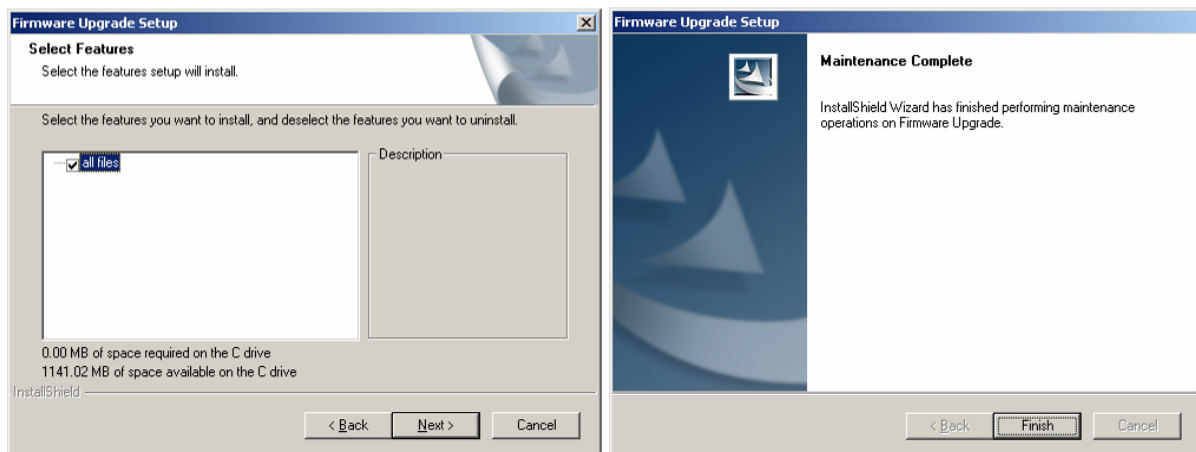 Firmware Upgrade Setup
Select Features
Select the features setup will install.
Select the features you want to install, and deselect the features you want to uninstall.
all files
Description
0.00 MB of space required on the C drive
1141.02 MB of space available on the C drive
InstallShield
< Back
Next >
Cancel
Firmware Upgrade Setup
Maintenance Complete
InstallShield Wizard has finished performing maintenance
operations on Firmware Upgrade.
< Back
Finish
Cancel